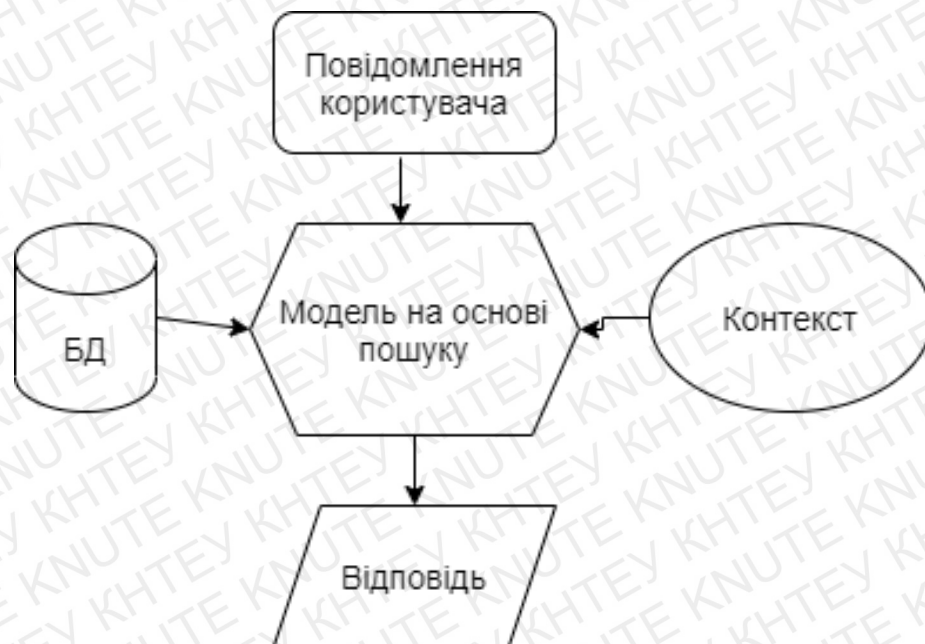 Повідомлення
користувача
БД
Модель на основі
пошуку
Контекст
Відповідь